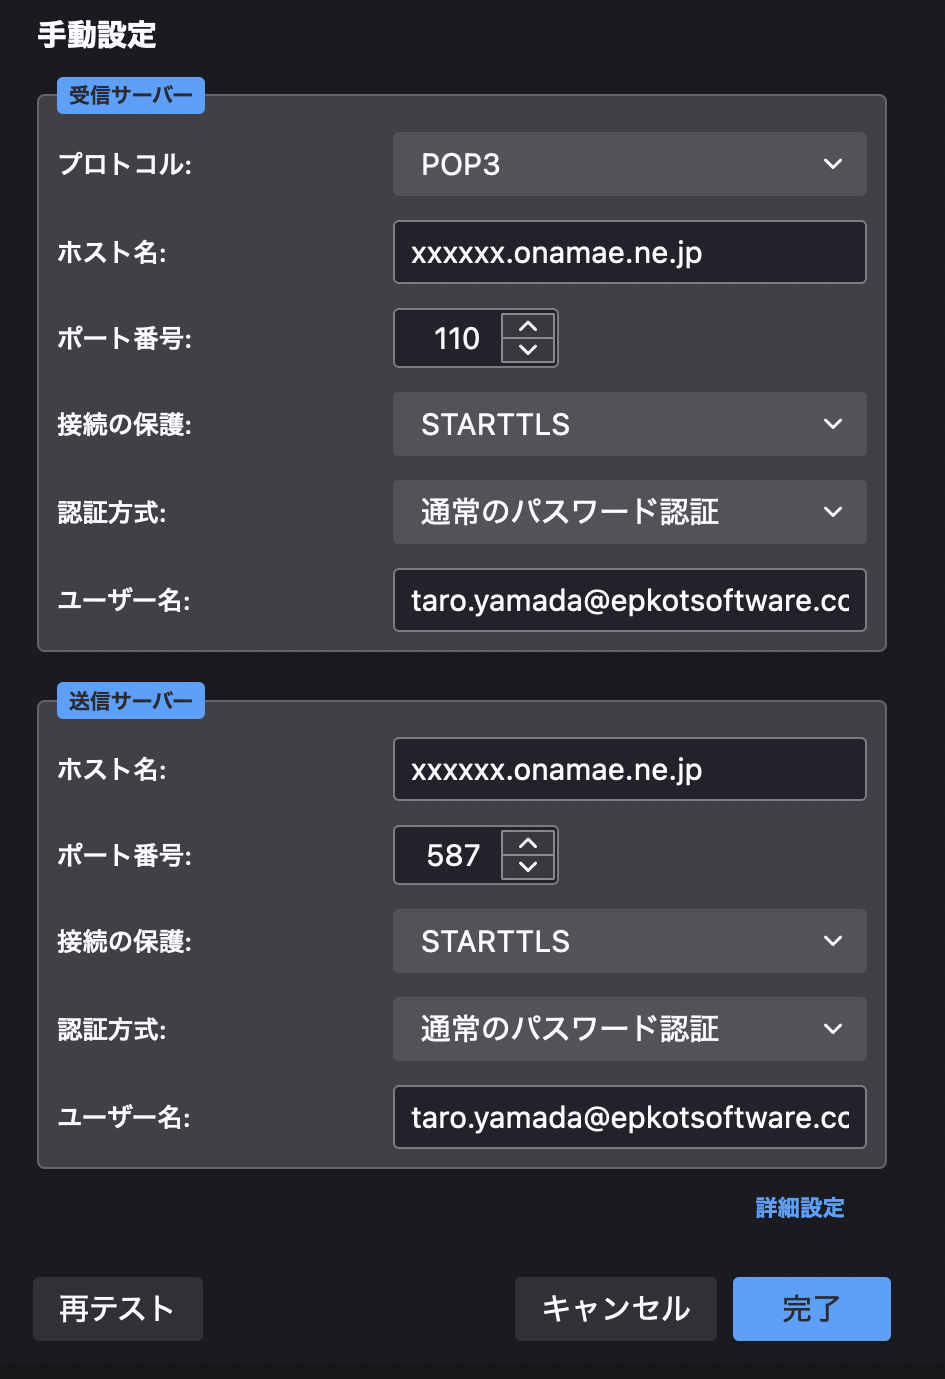 手動設定
受信サーバー
プロトコル: POP3
ホスト名: xxxxxx.onamae.ne.jp
ポート番号: 110
接続の保護: STARTTLS
認証方式: 通常のパスワード認証
ユーザー名: taro.yamada@epkotsoftware.cc
送信サーバー
ホスト名: xxxxxx.onamae.ne.jp
ポート番号: 587
接続の保護: STARTTLS
認証方式: 通常のパスワード認証
ユーザー名: taro.yamada@epkotsoftware.cc
詳細設定
再テスト キャンセル 完了